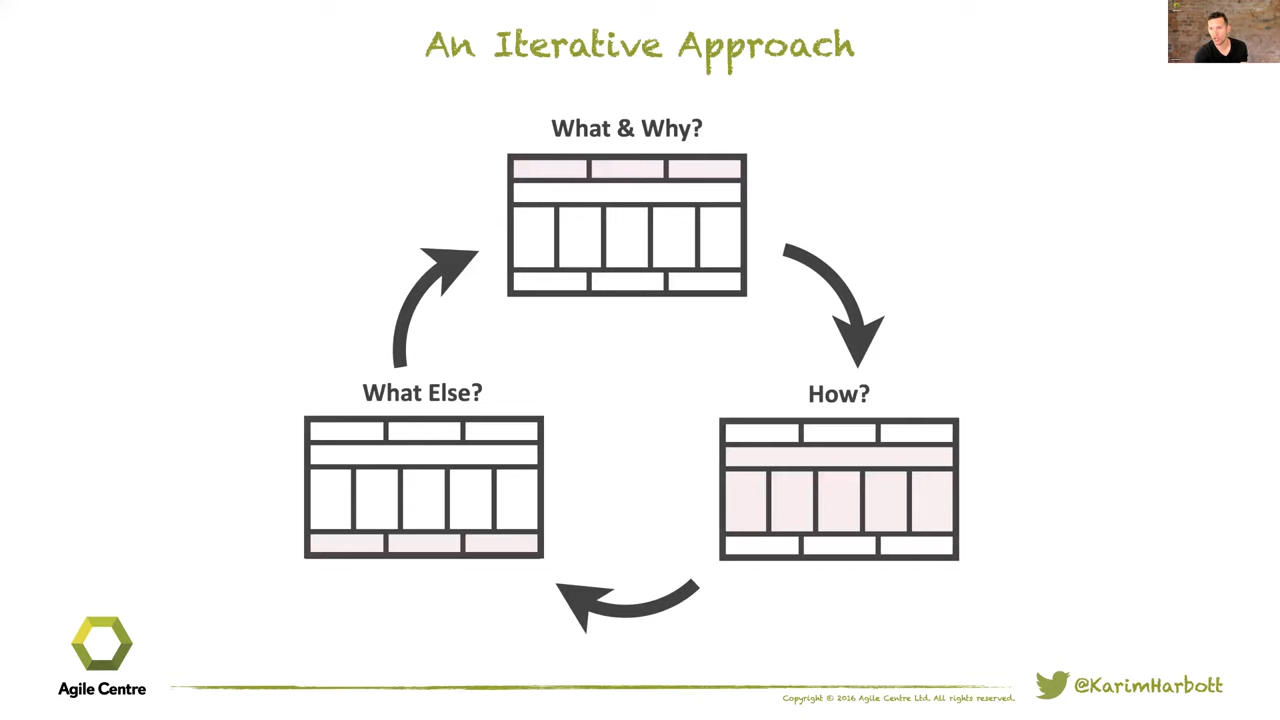 An Iterative Approach
What & Why?
What Else?
How?
Agile Centre
Copyright © 2016 Agile Centre Ltd. All rights reserved.
@KarimHarbott